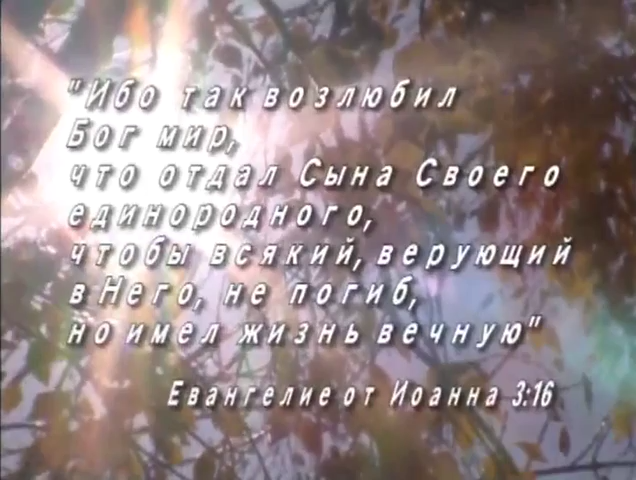 "Ибо так возлюбил
Бог мир,
что отдал Сына Своего
единородного,
чтобы всякий, верующий
в Него, не погиб,
но имел жизнь вечную"
Евангелие от Иоанна 3:16